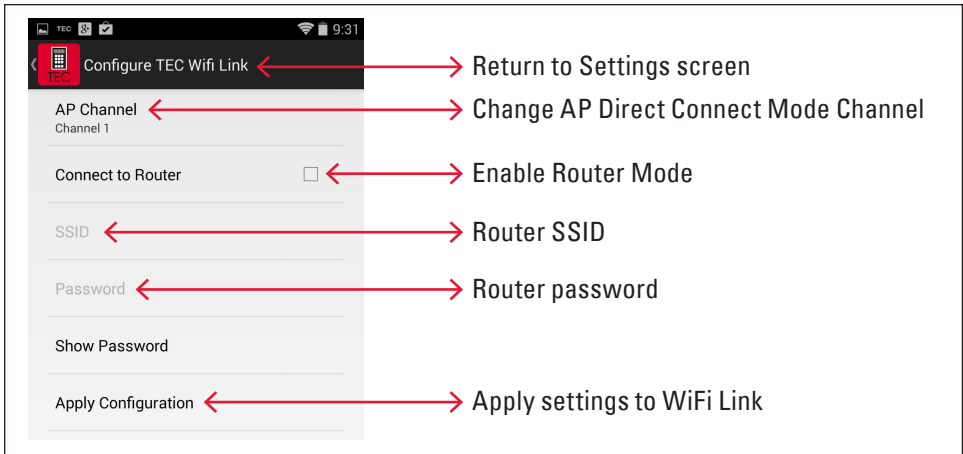 TEC 9:31
TEC Configure TEC Wifi Link Return to Settings screen
AP Channel Change AP Direct Connect Mode Channel
Channel 1
Connect to Router Enable Router Mode
SSID Router SSID
Password Router password
Show Password
Apply Configuration Apply settings to WiFi Link